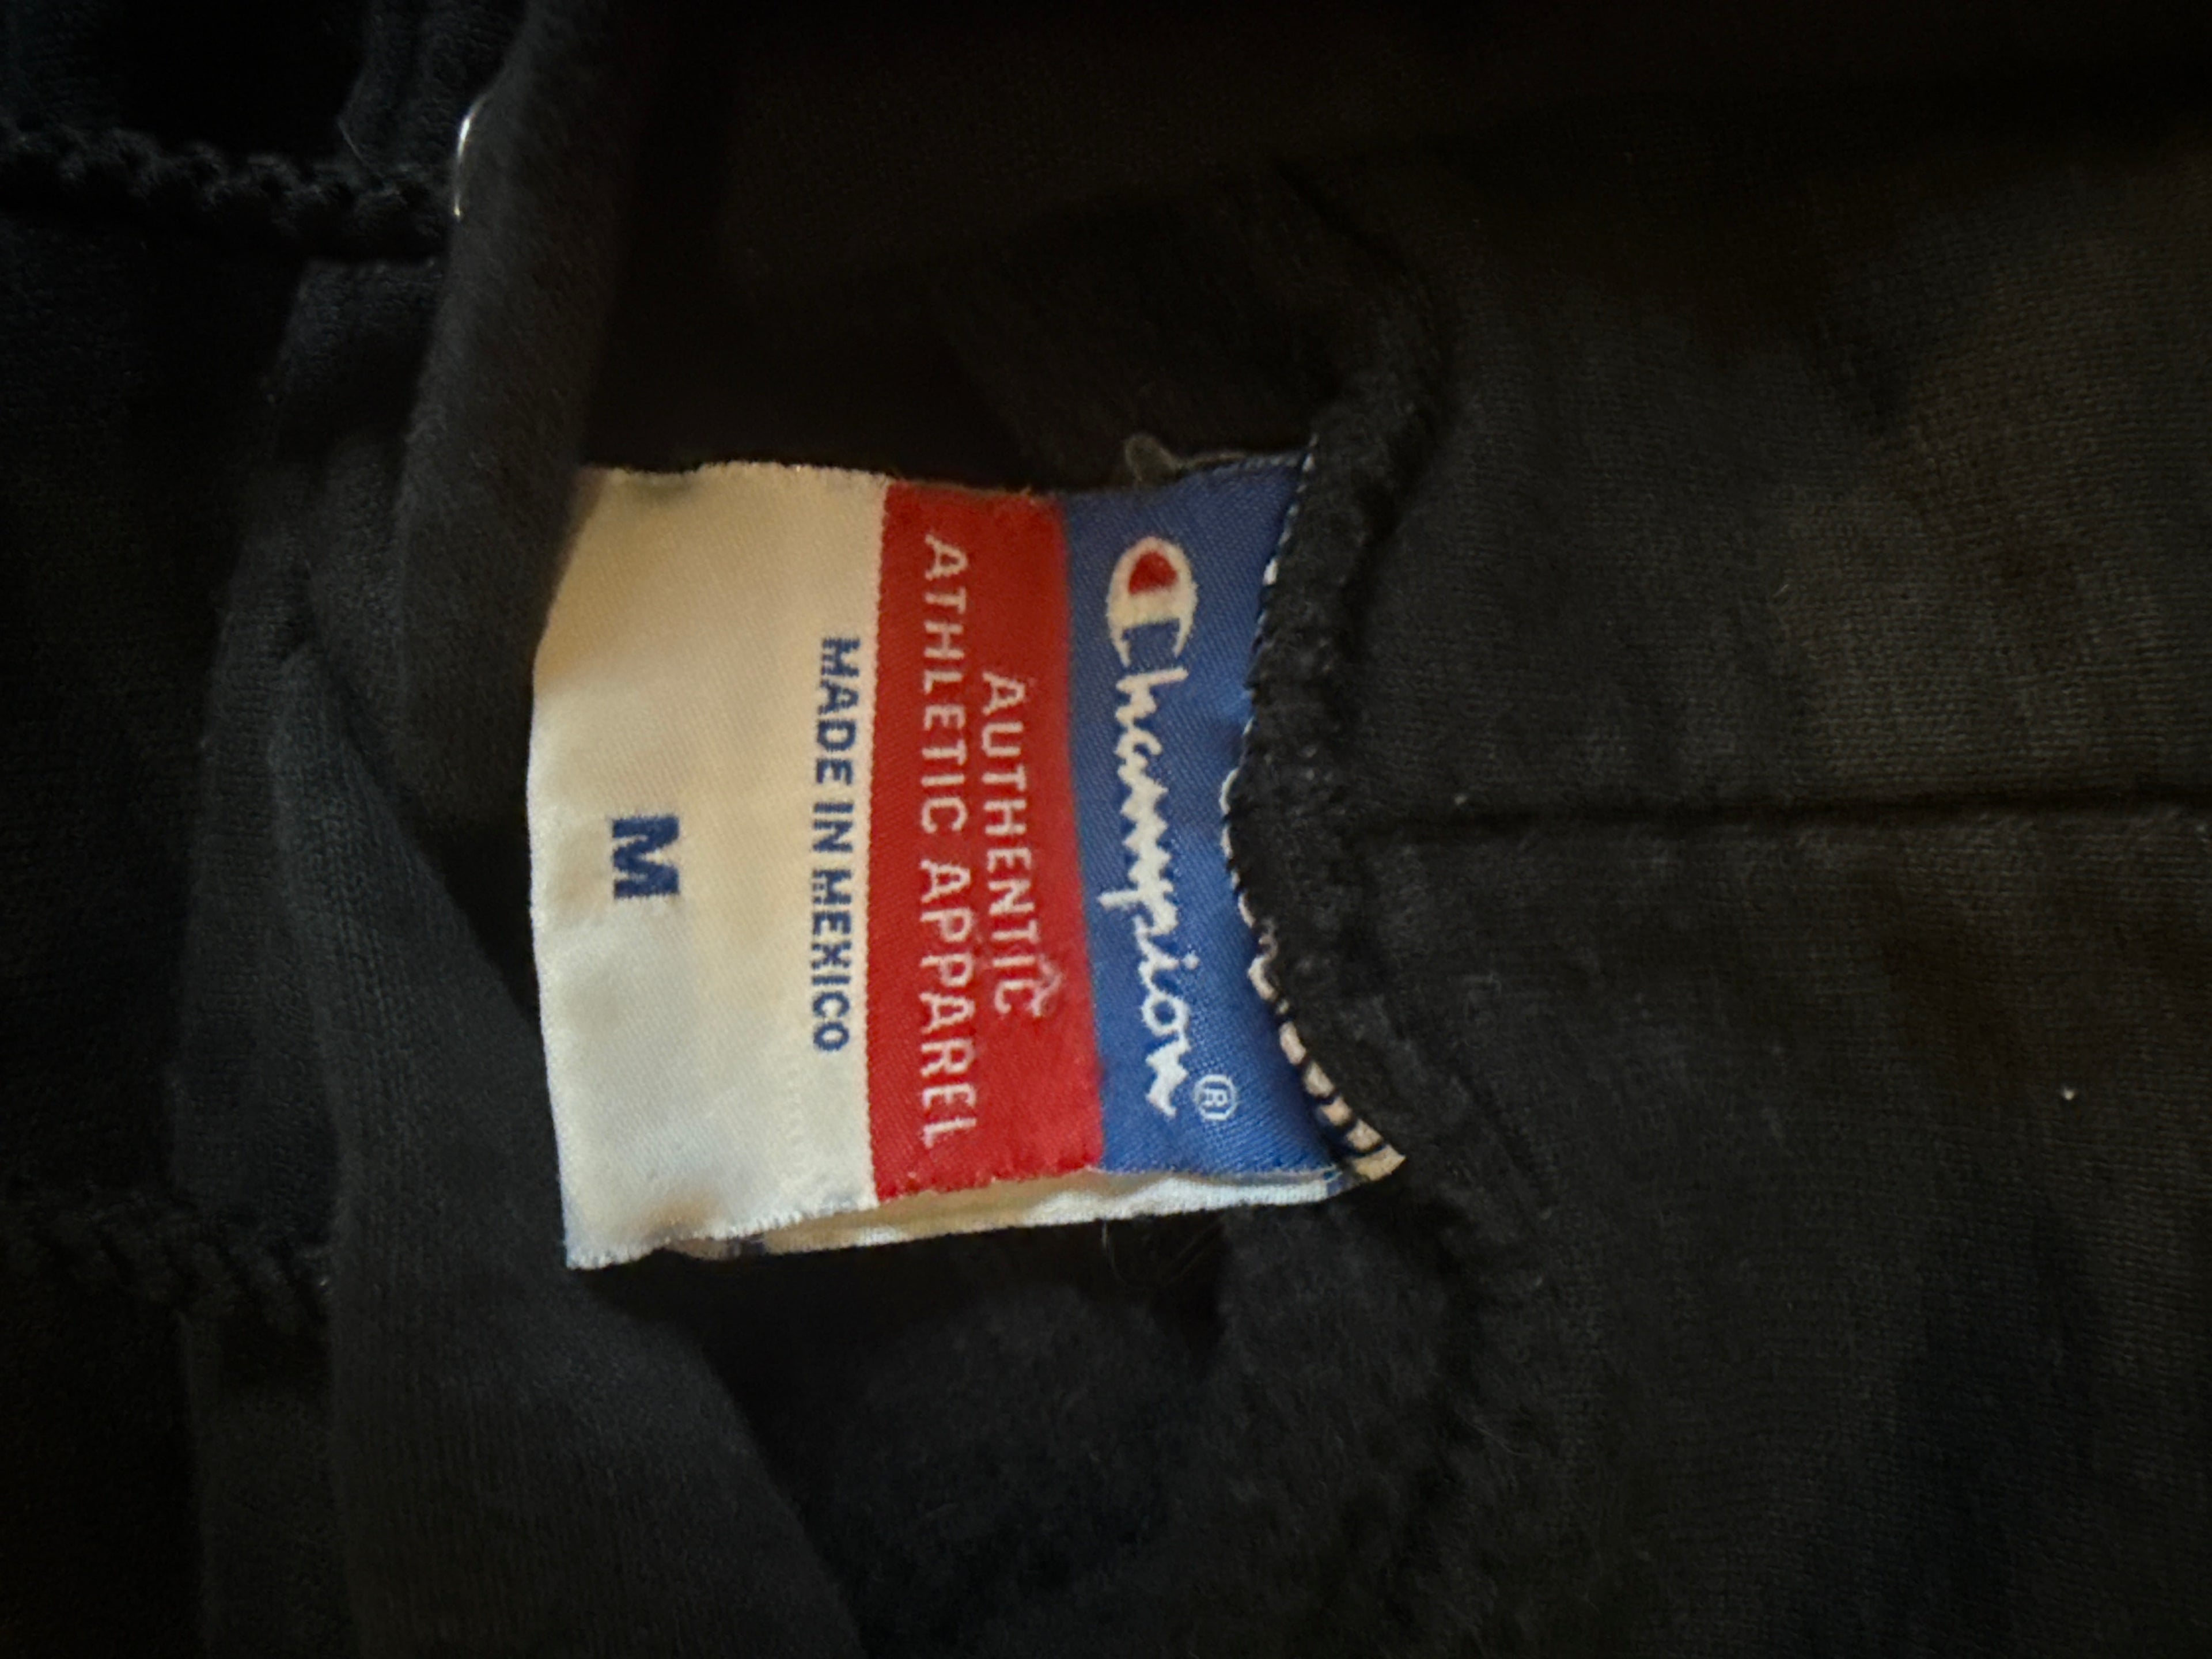 Champion®
AUTHENTIC
ATHLETIC APPAREL
MADE IN MEXICO
M